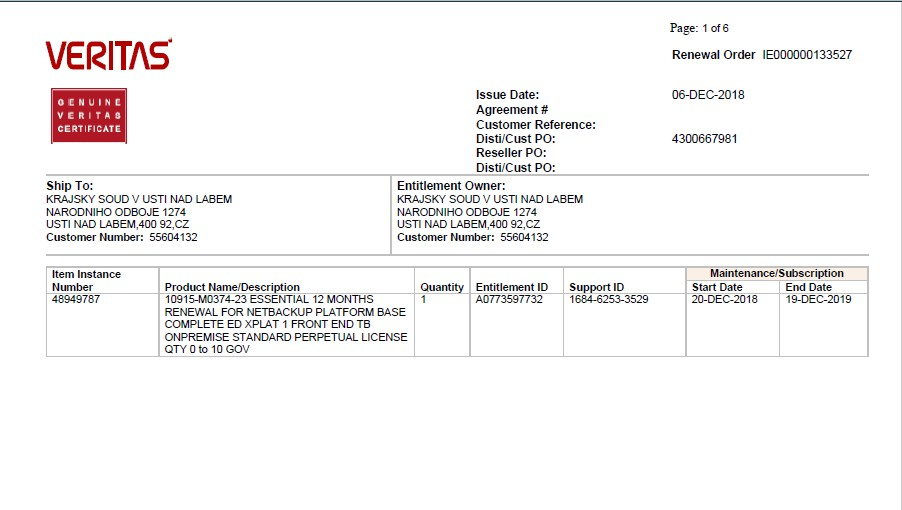 Page: 1 of 6
VERITAS
Renewal Order IE000000133527
GENUINE
VERITAS
CERTIFICATE
Issue Date: 06-DEC-2018
Agreement #
Customer Reference:
Disti/Cust PO: 4300667981
Reseller PO:
Disti/Cust PO:
Ship To:
KRAJSKY SOUD V USTI NAD LABEM
NARODNIHO ODBOJE 1274
USTI NAD LABEM,400 92,CZ
Customer Number: 55604132
Entitlement Owner:
KRAJSKY SOUD V USTI NAD LABEM
NARODNIHO ODBOJE 1274
USTI NAD LABEM,400 92,CZ
Customer Number: 55604132
Item Instance
Number
Product Name/Description
Quantity
Entitlement ID
Support ID
Maintenance/Subscription
Start Date
End Date
48949787
10915-M0374-23 ESSENTIAL 12 MONTHS
RENEWAL FOR NETBACKUP PLATFORM BASE
COMPLETE ED XPLAT 1 FRONT END TB
ONPREMISE STANDARD PERPETUAL LICENSE
QTY 0 to 10 GOV
1
A0773597732
1684-6253-3529
20-DEC-2018
19-DEC-2019